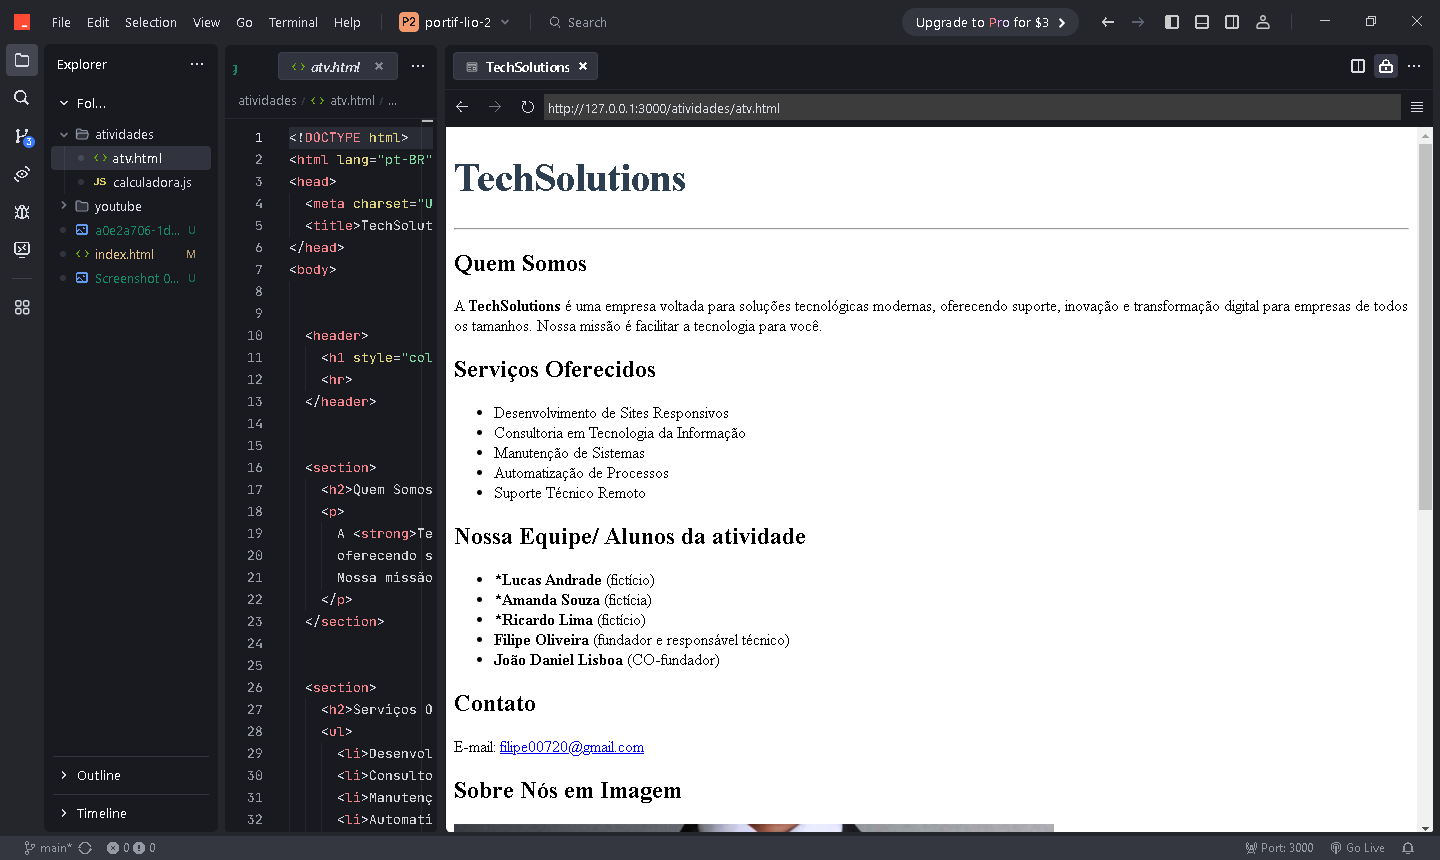 File Edit Selection View Go Terminal Help
P2 portif-lio-2
Search
Upgrade to Pro for $3
Explorer
Fol...
atividades
atv.html
JS calculadora.js
youtube
a0e2a706-1d... U
index.html M
Screenshot 0... U
Outline
Timeline
3
g
atv.html
atividades / atv.html / ...
1 <!DOCTYPE html>
2 <html lang="pt-BR"
3 <head>
4 <meta charset="U
5 <title>TechSolut
6 </head>
7 <body>
8
9
10 <header>
11 <h1 style="col
12 <hr>
13 </header>
14
15
16 <section>
17 <h2>Quem Somos
18 <p>
19 A <strong>Te
20 oferecendo s
21 Nossa missão
22 </p>
23 </section>
24
25
26 <section>
27 <h2>Serviços O
28 <ul>
29 <li>Desenvol
30 <li>Consulto
31 <li>Manutenç
32 <li>Automati
TechSolutions
http://127.0.0.1:3000/atividades/atv.html
TechSolutions
Quem Somos
A TechSolutions é uma empresa voltada para soluções tecnológicas modernas, oferecendo suporte, inovação e transformação digital para empresas de todos
os tamanhos. Nossa missão é facilitar a tecnologia para você.
Serviços Oferecidos
• Desenvolvimento de Sites Responsivos
• Consultoria em Tecnologia da Informação
• Manutenção de Sistemas
• Automatização de Processos
• Suporte Técnico Remoto
Nossa Equipe/ Alunos da atividade
• *Lucas Andrade (fictício)
• *Amanda Souza (fictícia)
• *Ricardo Lima (fictício)
• Filipe Oliveira (fundador e responsável técnico)
• João Daniel Lisboa (CO-fundador)
Contato
E-mail: filipe00720@gmail.com
Sobre Nós em Imagem
main* 0 0
Port: 3000 Go Live